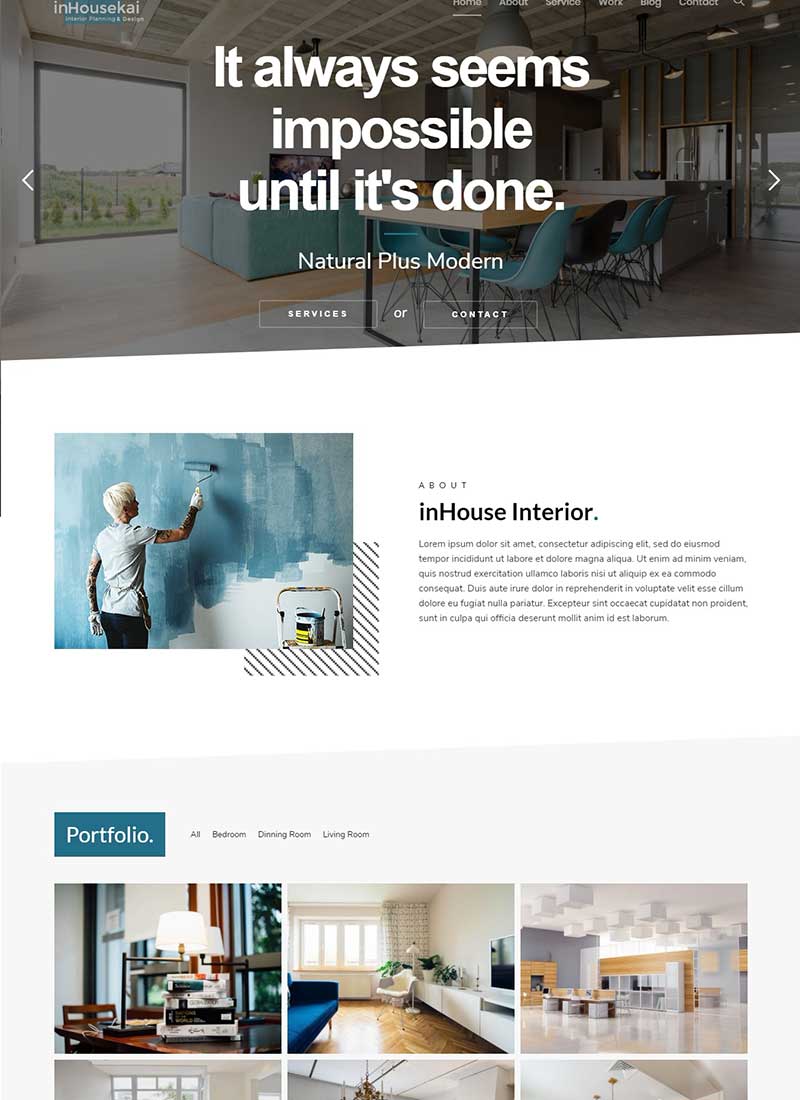 inHousekai
Interior Planning & Design
Home About Service Work Blog Contact
It always seems
impossible
until it's done.
Natural Plus Modern
SERVICES or CONTACT
ABOUT
inHouse Interior.
Lorem ipsum dolor sit amet, consectetur adipiscing elit, sed do eiusmod
tempor incididunt ut labore et dolore magna aliqua. Ut enim ad minim veniam,
quis nostrud exercitation ullamco laboris nisi ut aliquip ex ea commodo
consequat. Duis aute irure dolor in reprehenderit in voluptate velit esse cillum
dolore eu fugiat nulla pariatur. Excepteur sint occaecat cupidatat non proident,
sunt in culpa qui officia deserunt mollit anim id est laborum.
Portfolio.
All Bedroom Dinning Room Living Room